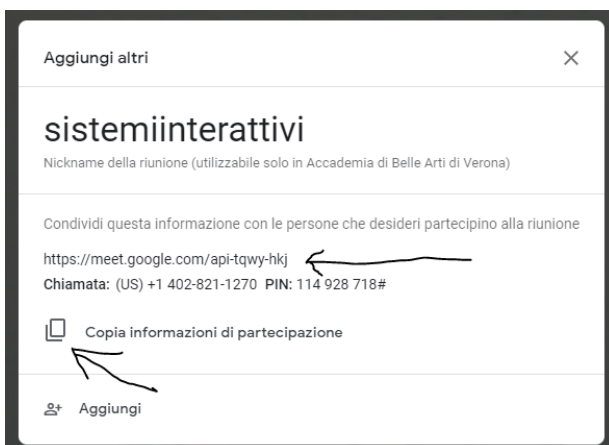 Aggiungi altri
sistemiinterattivi
Nickname della riunione (utilizzabile solo in Accademia di Belle Arti di Verona)
Condividi questa informazione con le persone che desideri partecipino alla riunione
https://meet.google.com/api-tqwy-hkj
Chiamata: (US) +1 402-821-1270 PIN: 114 928 718#
Copia informazioni di partecipazione
Aggiungi